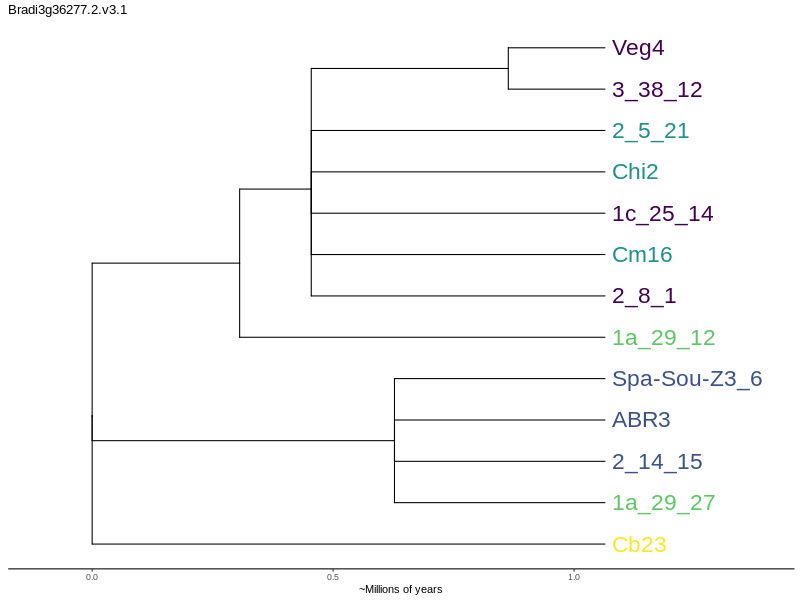 Bradi3g36277.2.v3.1
Veg4
3_38_12
2_5_21
Chi2
1c_25_14
Cm16
2_8_1
1a_29_12
Spa-Sou-Z3_6
ABR3
2_14_15
1a_29_27
Cb23
0.0 0.5 1.0
~Millions of years